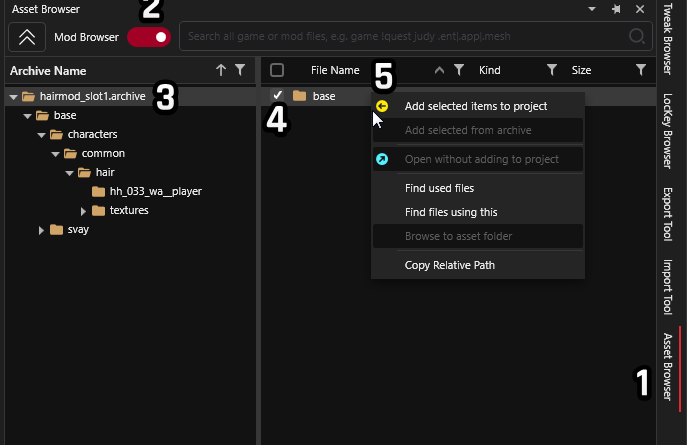 Asset Browser
2
Mod Browser
Search all game or mod files, e.g. game |quest judy .ent|.app|.mesh
Archive Name
File Name
5
Kind
Size
hairmod_slot1.archive
3
base
characters
common
hair
hh_033_wa__player
textures
svay
base
4
Add selected items to project
Add selected from archive
Open without adding to project
Find used files
Find files using this
Browse to asset folder
Copy Relative Path
Tweak Browser
LocKey Browser
Export Tool
Import Tool
Asset Browser
1